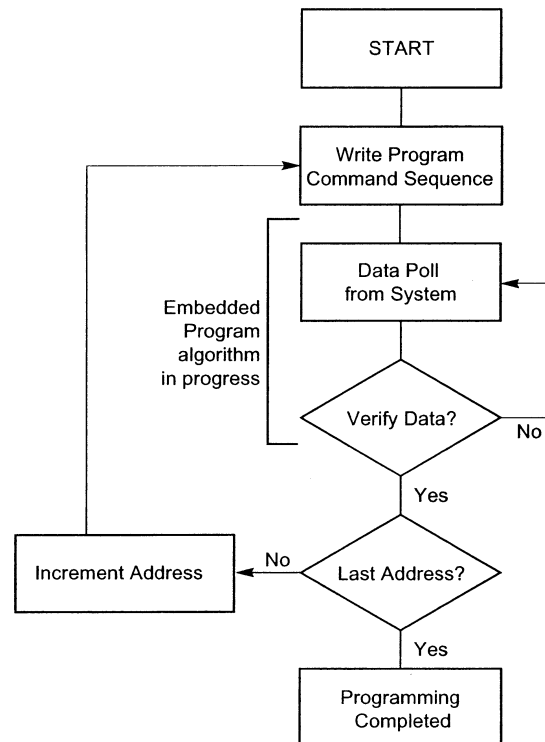 START
Write Program
Command Sequence
Data Poll
from System
Embedded
Program
algorithm
in progress
Verify Data?
No
Yes
Increment Address
No
Last Address?
Yes
Programming
Completed